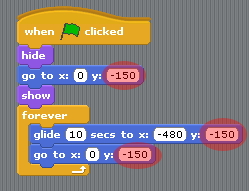 when clicked
hide
go to x: 0 y: -150
show
forever
glide 10 secs to x: -480 y: -150
go to x: 0 y: -150